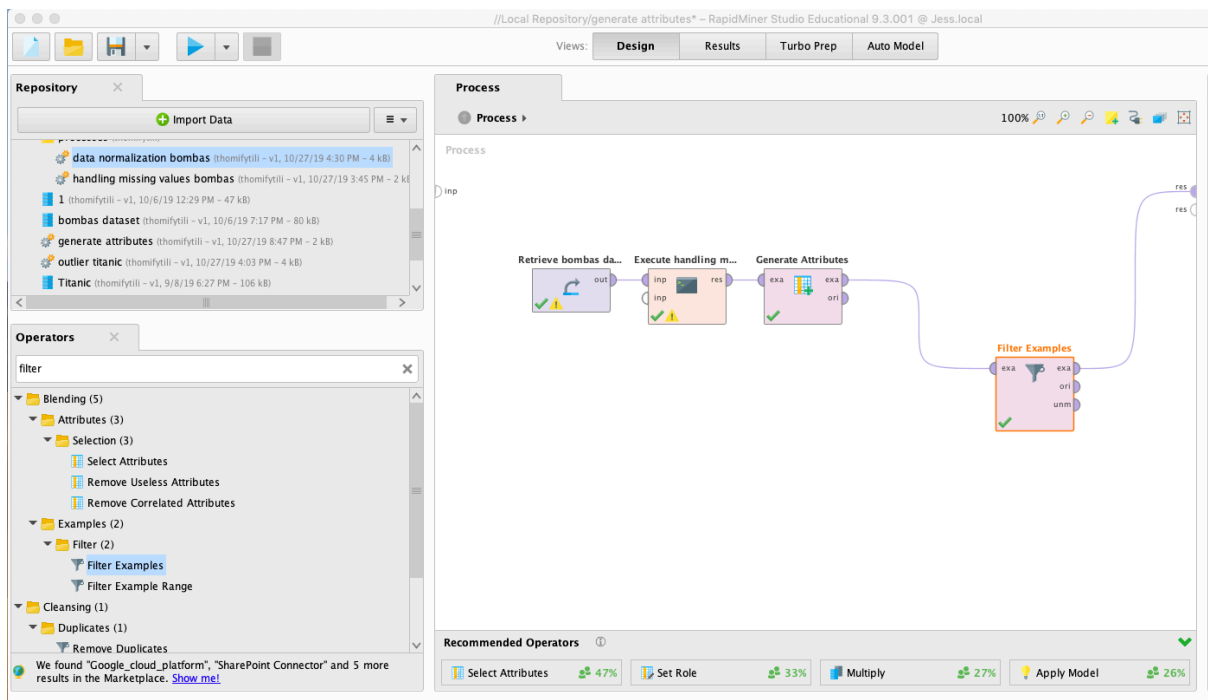 //Local Repository/generate attributes* – RapidMiner Studio Educational 9.3.001 @ Jess.local
Views: Design Results Turbo Prep Auto Model
Repository
Import Data
data normalization bombas (thomifytili – v1, 10/27/19 4:30 PM – 4 kB)
handling missing values bombas (thomifytili – v1, 10/27/19 3:45 PM – 2 kB
1 (thomifytili – v1, 10/6/19 12:29 PM – 47 kB)
bombas dataset (thomifytili – v1, 10/6/19 7:17 PM – 80 kB)
generate attributes (thomifytili – v1, 10/27/19 8:47 PM – 2 kB)
outlier titanic (thomifytili – v1, 10/27/19 4:03 PM – 4 kB)
Titanic (thomifytili – v1, 9/8/19 6:27 PM – 106 kB)
Operators
filter
Blending (5)
Attributes (3)
Selection (3)
Select Attributes
Remove Useless Attributes
Remove Correlated Attributes
Examples (2)
Filter (2)
Filter Examples
Filter Example Range
Cleansing (1)
Duplicates (1)
Remove Duplicates
We found "Google_cloud_platform", "SharePoint Connector" and 5 more
results in the Marketplace. Show me!
Process
Process
100%
Process
inp
res
res
Retrieve bombas da... Execute handling m... Generate Attributes
out inp res exa exa
inp ori
Filter Examples
exa exa
ori
unm
Recommended Operators
Select Attributes 47% Set Role 33% Multiply 27% Apply Model 26%